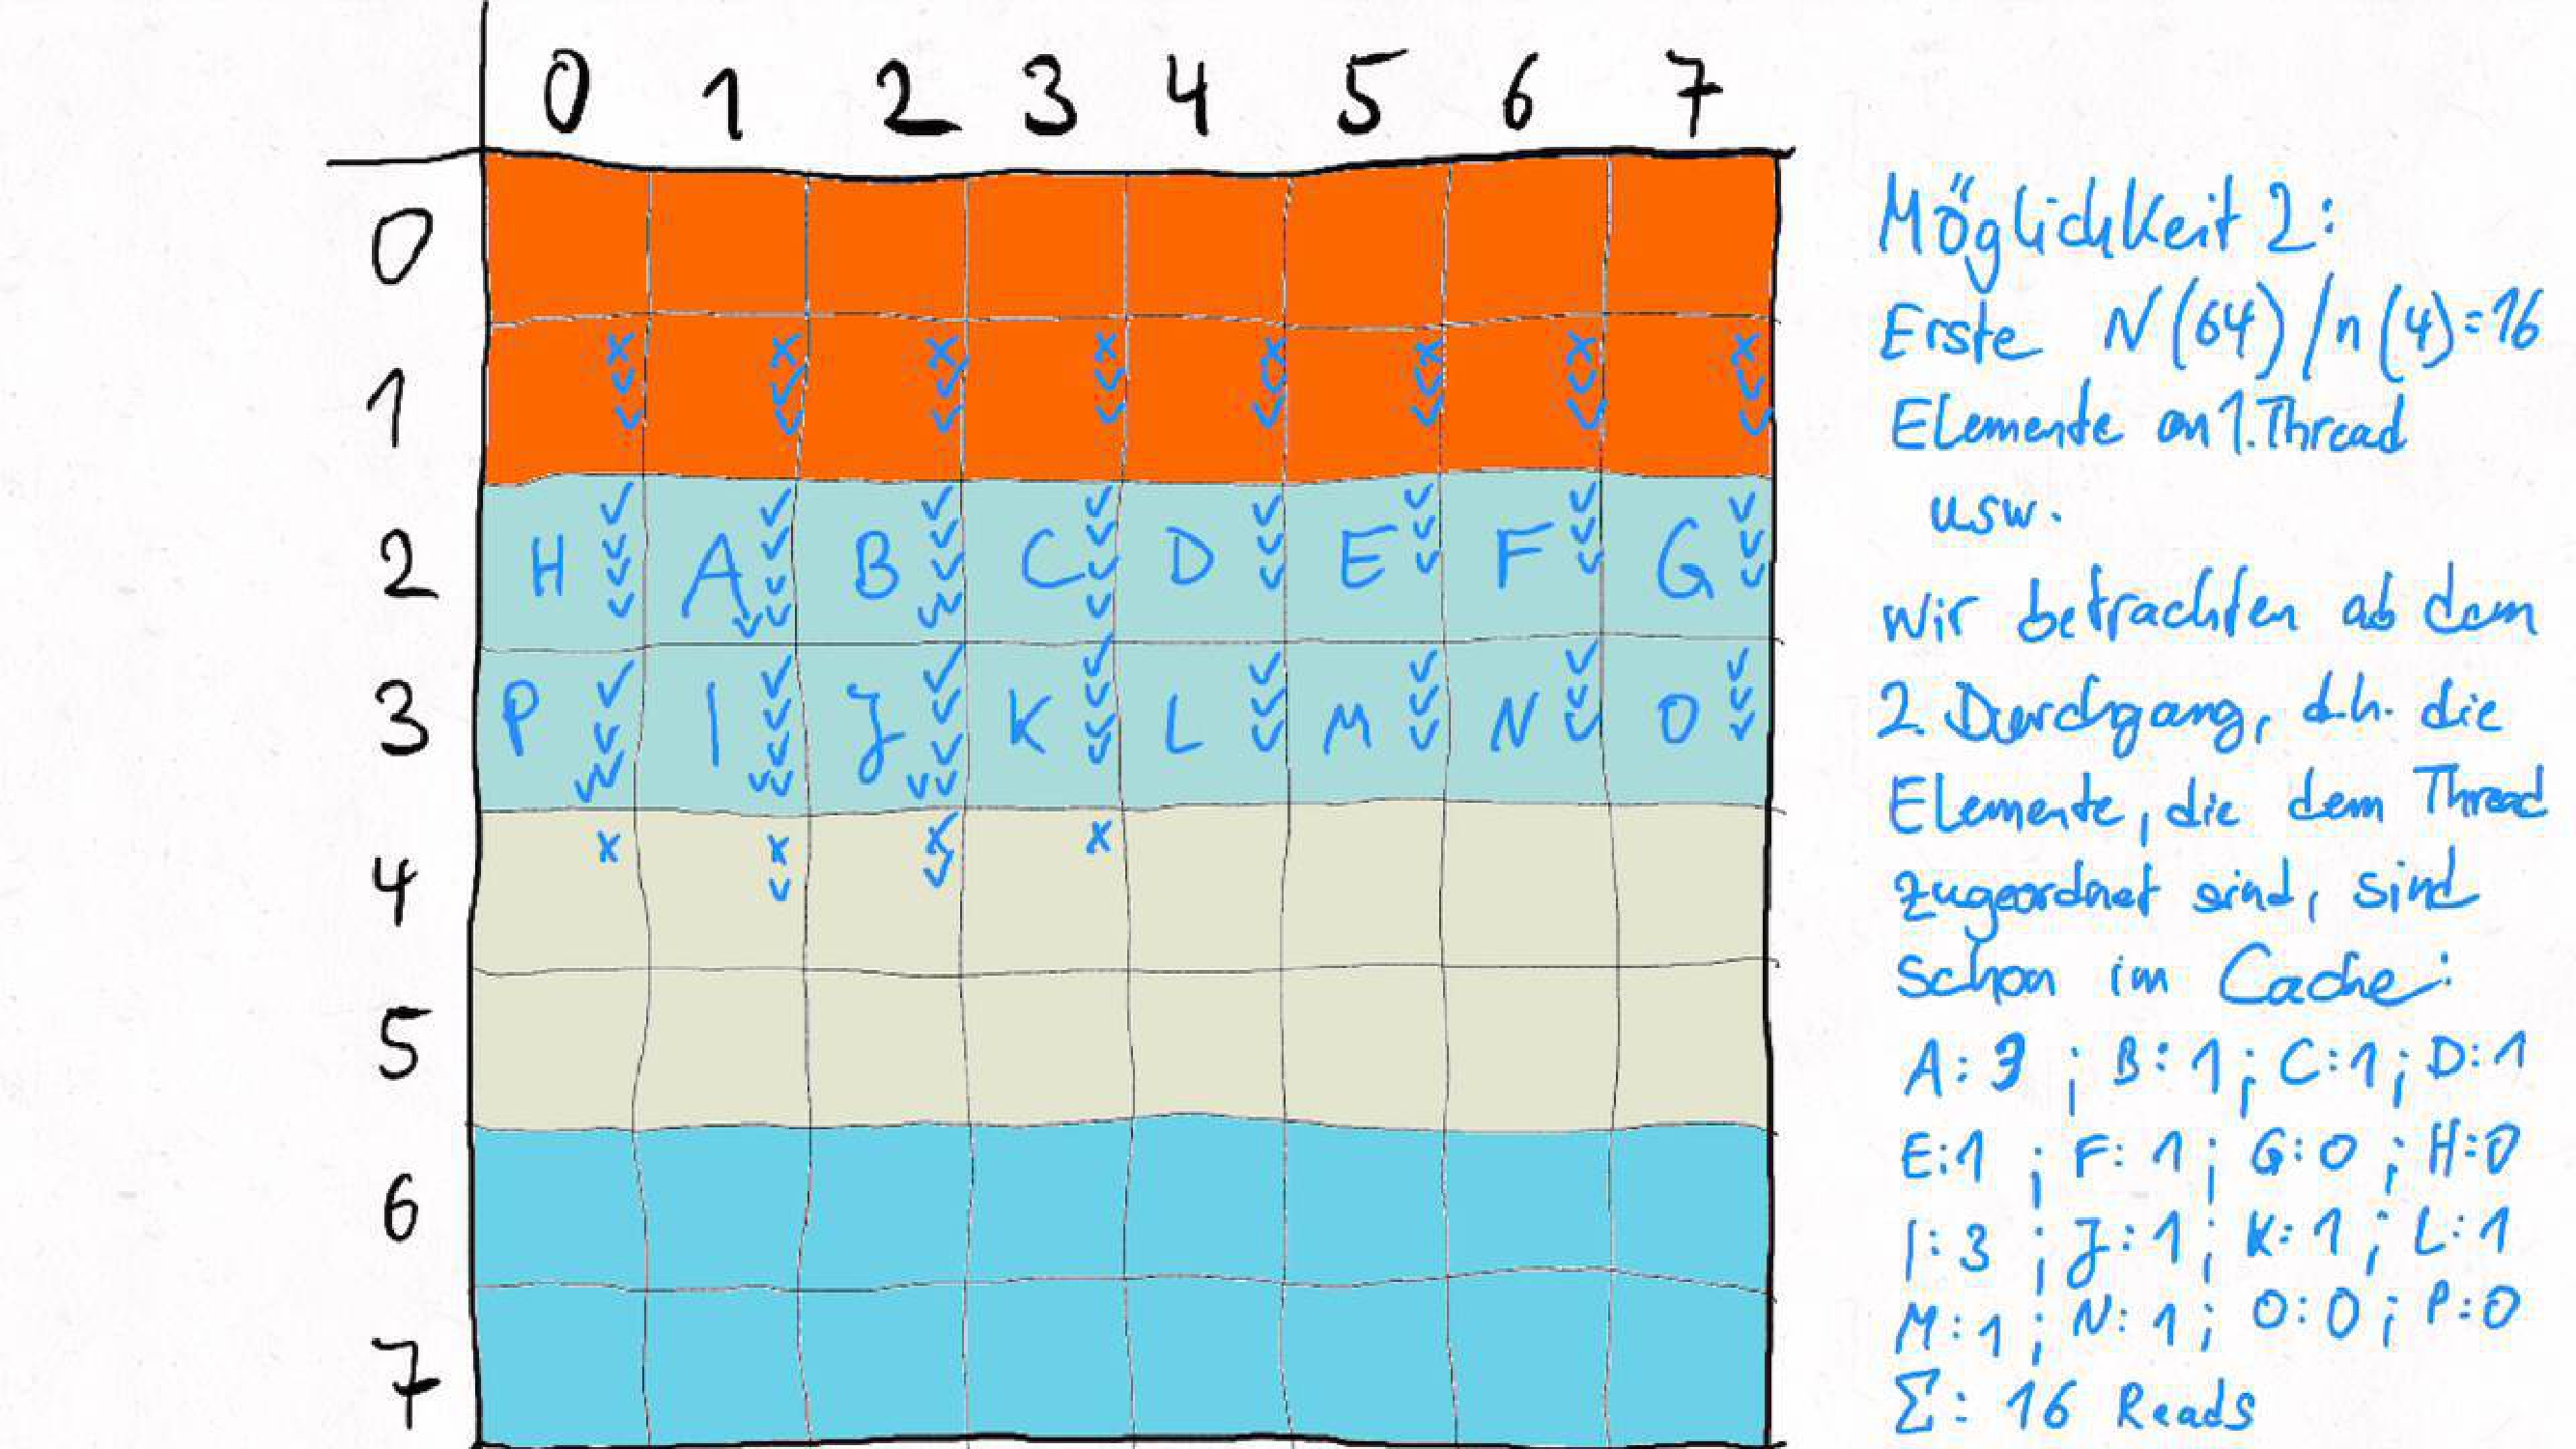 0 1 2 3 4 5 6 7
0
1
2 H A B C D E F G
3 P I J K L M N O
4
5
6
7
Möglichkeit 2:
Erste N(64)/n(4)=16
Elemente an 1. Thread
usw.
Wir betrachten ab dem
2. Durchgang, d.h. die
Elemente, die dem Thread
zugeordnet sind, sind
schon im Cache:
A: 3 ; B: 1 ; C: 1 ; D: 1
E: 1 ; F: 1 ; G: 0 ; H: 0
I: 3 ; J: 1 ; K: 1 ; L: 1
M: 1 ; N: 1 ; O: 0 ; P: 0
Σ: 16 Reads